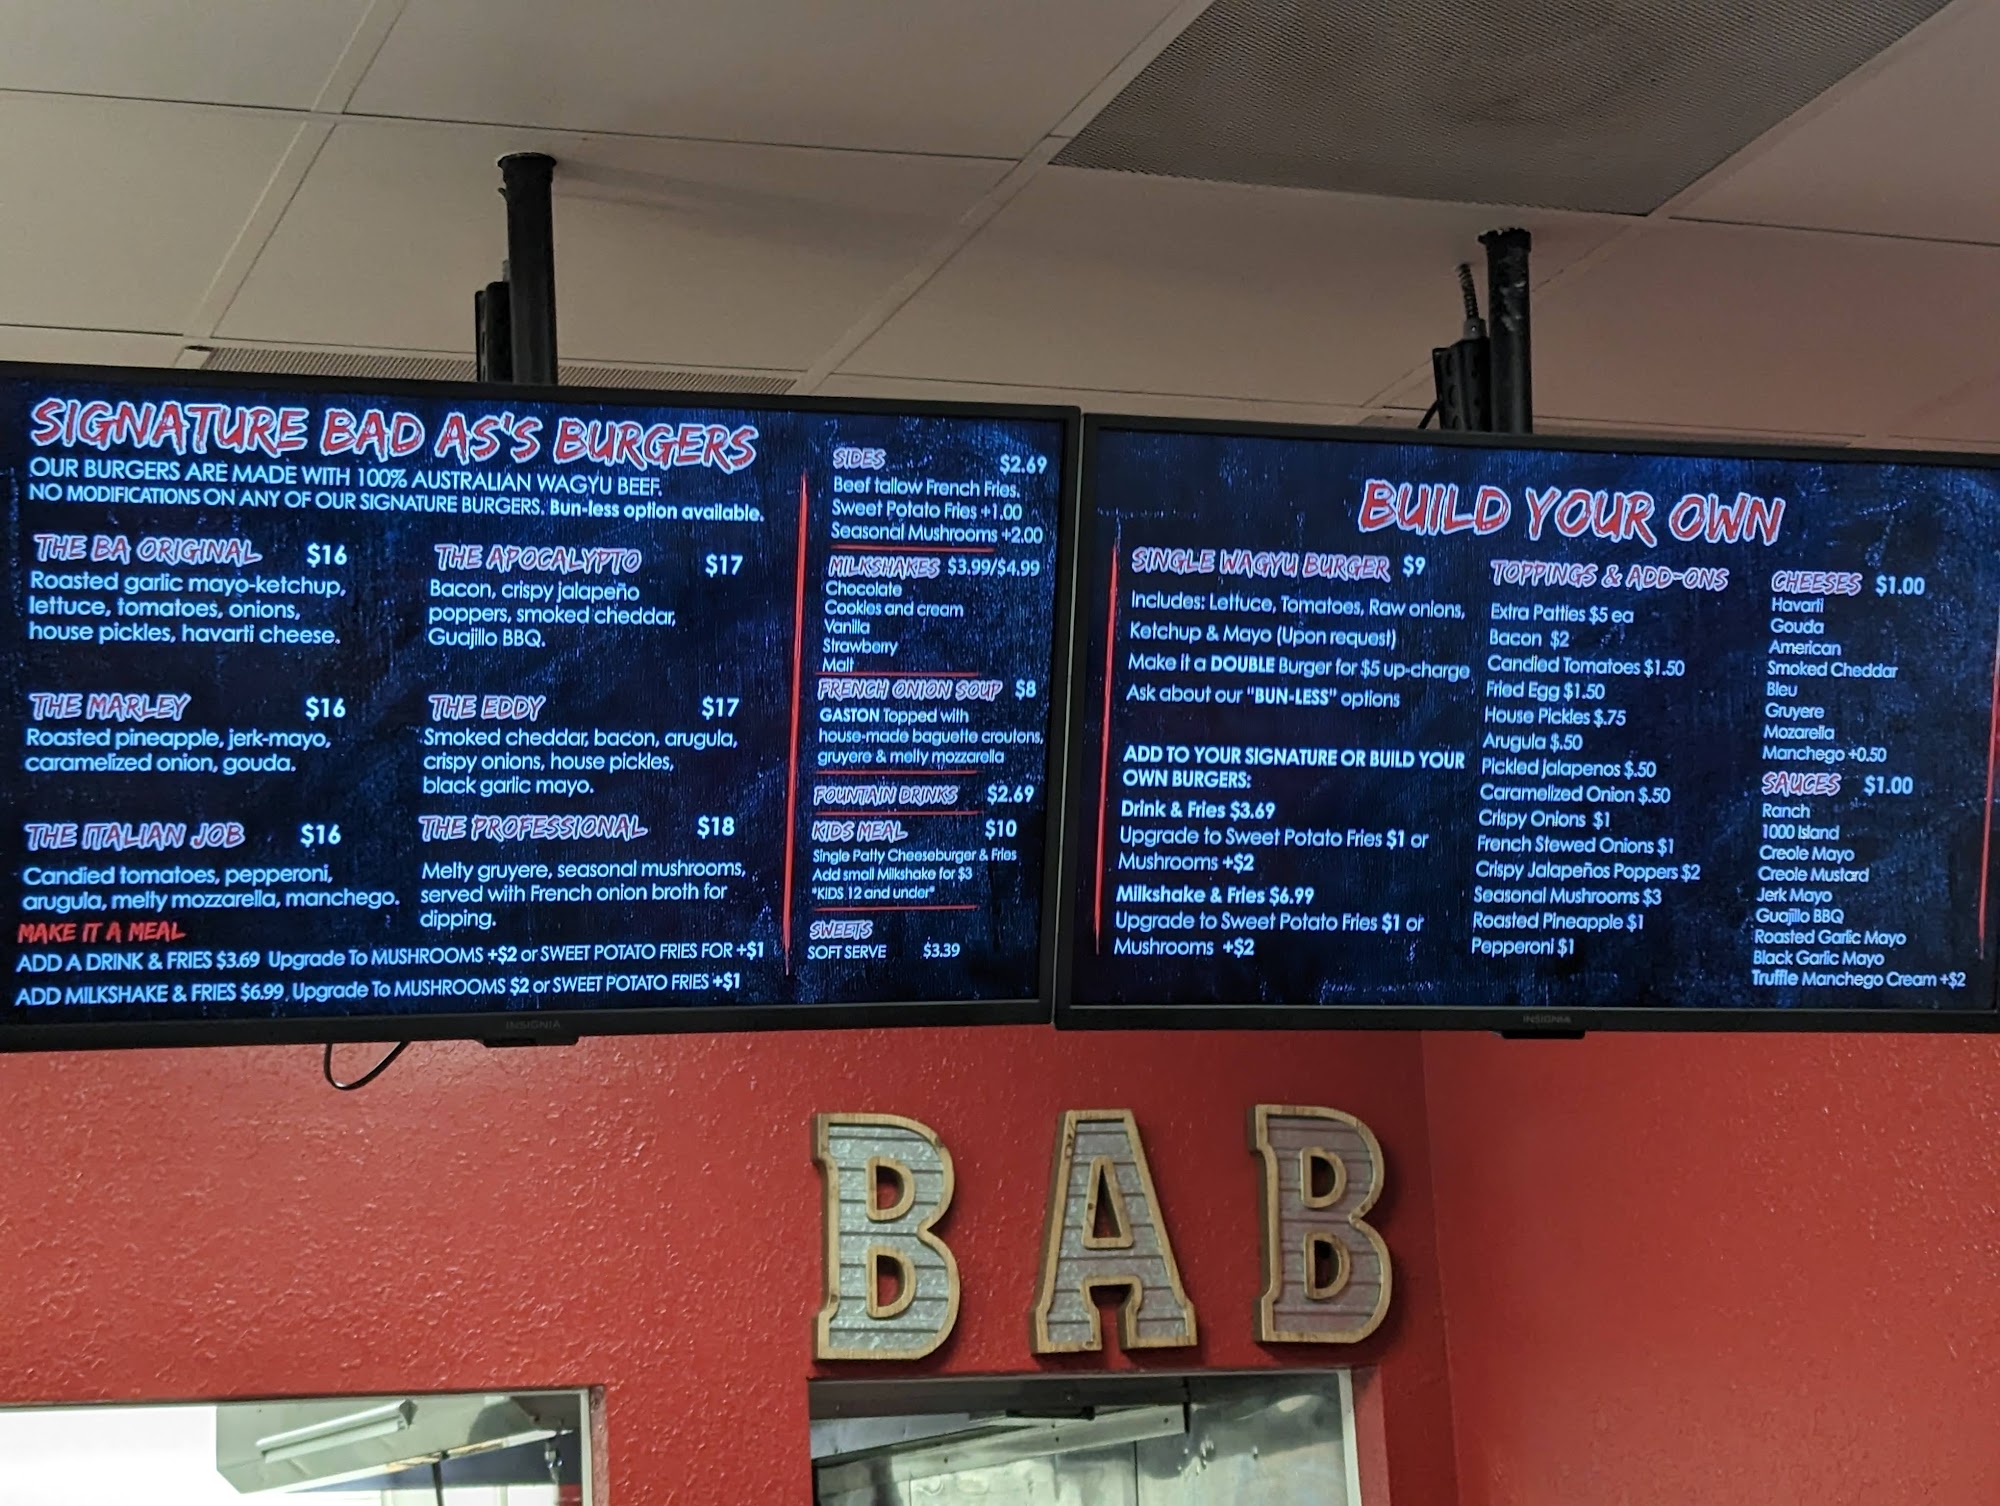 SIGNATURE BAD AS'S BURGERS
OUR BURGERS ARE MADE WITH 100% AUSTRALIAN WAGYU BEEF.
NO MODIFICATIONS ON ANY OF OUR SIGNATURE BURGERS. Bun-less option available.
THE BA ORIGINAL $16
Roasted garlic mayo-ketchup,
lettuce, tomatoes, onions,
house pickles, havarti cheese.
THE MARLEY $16
Roasted pineapple, jerk-mayo,
caramelized onion, gouda.
THE ITALIAN JOB $16
Candied tomatoes, pepperoni,
arugula, melty mozzarella, manchego.
THE APOCALYPTO $17
Bacon, crispy jalapeño
poppers, smoked cheddar,
Guajillo BBQ.
THE EDDY $17
Smoked cheddar, bacon, arugula,
crispy onions, house pickles,
black garlic mayo.
THE PROFESSIONAL $18
Melty gruyere, seasonal mushrooms,
served with French onion broth for
dipping.
MAKE IT A MEAL
ADD A DRINK & FRIES $3.69 Upgrade To MUSHROOMS +$2 or SWEET POTATO FRIES FOR +$1
ADD MILKSHAKE & FRIES $6.99. Upgrade To MUSHROOMS $2 or SWEET POTATO FRIES +$1
SIDES $2.69
Beef tallow French Fries.
Sweet Potato Fries +1.00
Seasonal Mushrooms +2.00
MILKSHAKES $3.99/$4.99
Chocolate
Cookies and cream
Vanilla
Strawberry
Malt
FRENCH ONION SOUP $8
GASTON Topped with
house-made baguette croutons,
gruyere & melty mozzarella
FOUNTAIN DRINKS $2.69
KIDS MEAL $10
Single Patty Cheeseburger & Fries
Add small Milkshake for $3
*KIDS 12 and under*
SWEETS
SOFT SERVE $3.39
INSIGNIA
BUILD YOUR OWN
SINGLE WAGYU BURGER $9
Includes: Lettuce, Tomatoes, Raw onions,
Ketchup & Mayo (Upon request)
Make it a DOUBLE Burger for $5 up-charge
Ask about our "BUN-LESS" options
ADD TO YOUR SIGNATURE OR BUILD YOUR
OWN BURGERS:
Drink & Fries $3.69
Upgrade to Sweet Potato Fries $1 or
Mushrooms +$2
Milkshake & Fries $6.99
Upgrade to Sweet Potato Fries $1 or
Mushrooms +$2
TOPPINGS & ADD-ONS
Extra Patties $5 ea
Bacon $2
Candied Tomatoes $1.50
Fried Egg $1.50
House Pickles $.75
Arugula $.50
Pickled jalapenos $.50
Caramelized Onion $.50
Crispy Onions $1
French Stewed Onions $1
Crispy Jalapeños Poppers $2
Seasonal Mushrooms $3
Roasted Pineapple $1
Pepperoni $1
CHEESES $1.00
Havarti
Gouda
American
Smoked Cheddar
Bleu
Gruyere
Mozarella
Manchego +0.50
SAUCES $1.00
Ranch
1000 Island
Creole Mayo
Creole Mustard
Jerk Mayo
Guajillo BBQ
Roasted Garlic Mayo
Black Garlic Mayo
Truffle Manchego Cream +$2
INSIGNIA
BAB